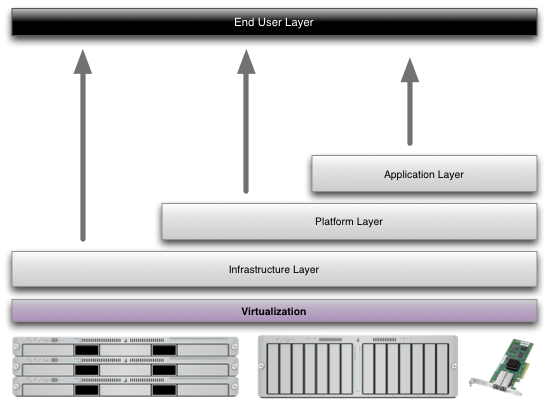 End User Layer
Application Layer
Platform Layer
Infrastructure Layer
Virtualization